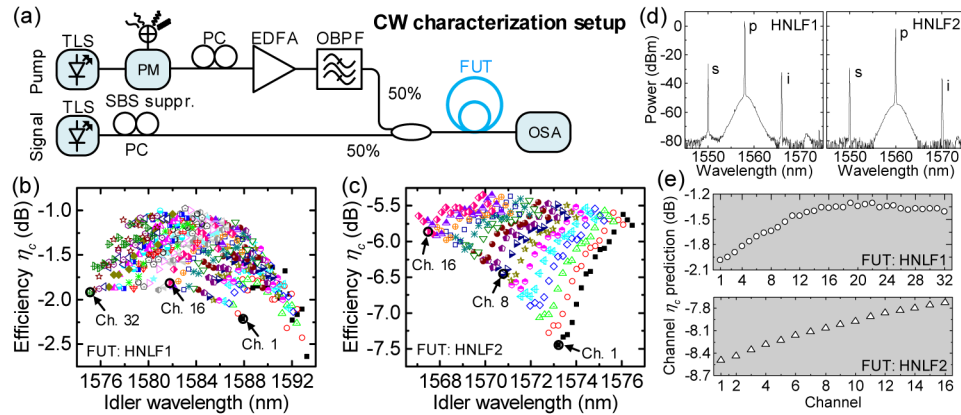 (a)
CW characterization setup
TLS
PM
PC
EDFA
OBPF
FUT
Pump
SBS suppr.
50%
TLS
PC
50%
OSA
Signal
(b)
Efficiency ηc (dB)
-1.0
-1.5
-2.0
-2.5
Ch. 32
Ch. 16
Ch. 1
FUT: HNLF1
1576 1580 1584 1588 1592
Idler wavelength (nm)
(c)
Efficiency ηc (dB)
-5.5
-6.0
-6.5
-7.0
-7.5
Ch. 16
Ch. 8
Ch. 1
FUT: HNLF2
1568 1570 1572 1574 1576
Idler wavelength (nm)
(d)
Power (dBm)
0
-40
-80
HNLF1
s
p
i
1550 1560 1570
Wavelength (nm)
HNLF2
s
p
i
1550 1560 1570
Wavelength (nm)
(e)
Channel ηc prediction (dB)
-1.2
-1.5
-1.8
-2.1
FUT: HNLF1
1 4 8 12 16 20 24 28 32
-7.8
-8.1
-8.4
-8.7
FUT: HNLF2
1 2 4 6 8 10 12 14 16
Channel